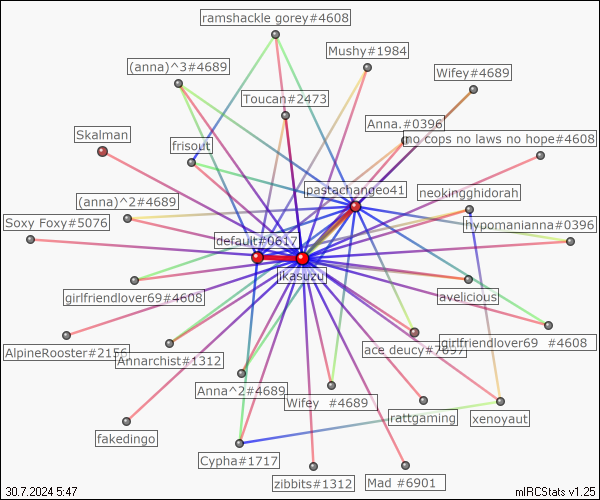 ramshackle gorey#4608
Mushy#1984
(anna)^3#4689
Wifey#4689
Toucan#2473
Anna.#0396
Skalman
no cops no laws no hope#4608
frisout
pastachangeo41
neokingghidorah
(anna)^2#4689
Soxy Foxy#5076
hypomanianna#0396
default#0617
jkasuzu
girlfriendlover69#4608
avelicious
AlpineRooster#2156
Annarchist#1312
ace deucy#7697
girlfriendlover69 #4608
Anna^2#4689
Wifey #4689
rattgaming
xenoyaut
fakedingo
Cypha#1717
zibbits#1312
Mad #6901
30.7.2024 5:47
mIRCStats v1.25